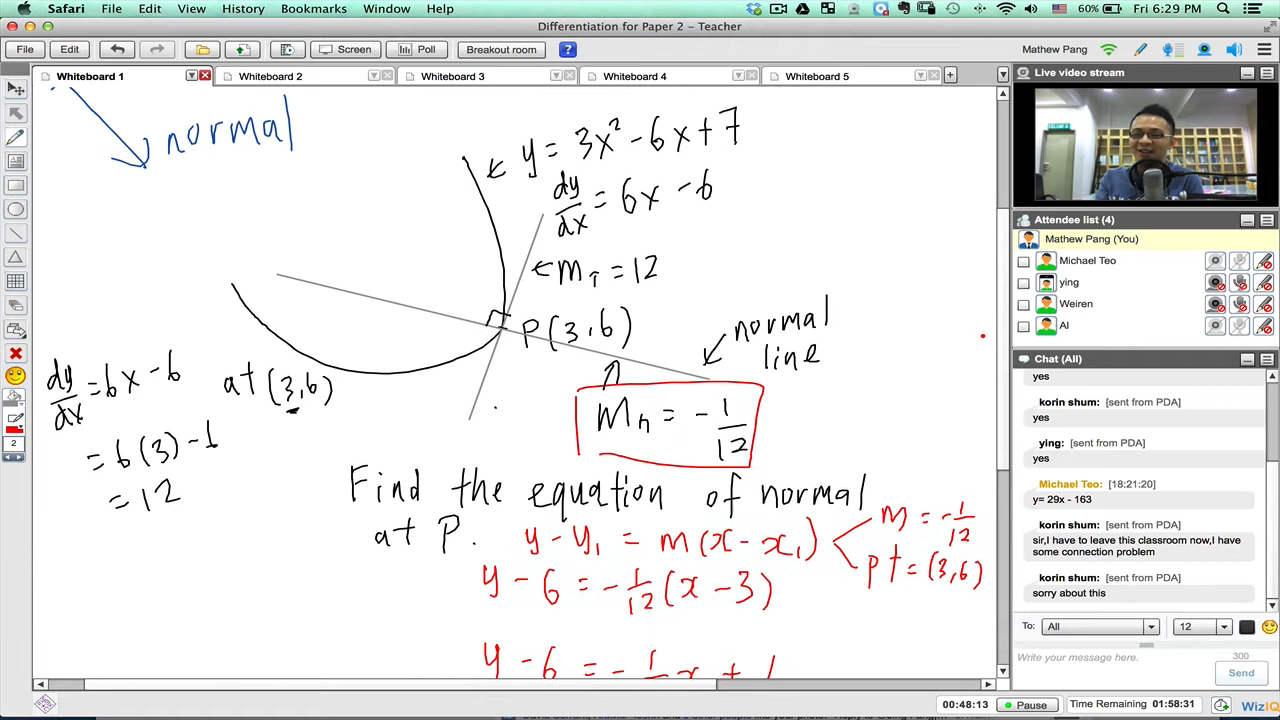 Safari File Edit View History Bookmarks Window Help 60% Fri 6:29 PM
Differentiation for Paper 2 - Teacher
File Edit Screen Poll Breakout room ? Mathew Pang
Whiteboard 1 Whiteboard 2 Whiteboard 3 Whiteboard 4 Whiteboard 5
normal
y = 3x² - 6x + 7
dy/dx = 6x - 6
← m_T = 12
P(3,6)
normal
line
m_n = -1/12
dy/dx = 6x - 6 at (3,6)
= 6(3) - 6
= 12
Find the equation of normal
at P.
y - y₁ = m(x - x₁)
m = -1/12
pt = (3,6)
y - 6 = -1/12 (x - 3)
y - 6 = -1/12 x + 1
2
Live video stream
Attendee list (4)
Mathew Pang (You)
Michael Teo
ying
Weiren
Al
Chat (All)
yes
korin shum: [sent from PDA]
yes
ying: [sent from PDA]
yes
Michael Teo: [18:21:20]
y= 29x - 163
korin shum: [sent from PDA]
sir,I have to leave this classroom now,I have
some connection problem
korin shum: [sent from PDA]
sorry about this
To: All 12
Write your message here... 300
Send
00:48:13 Pause Time Remaining 01:58:31 WizIQ